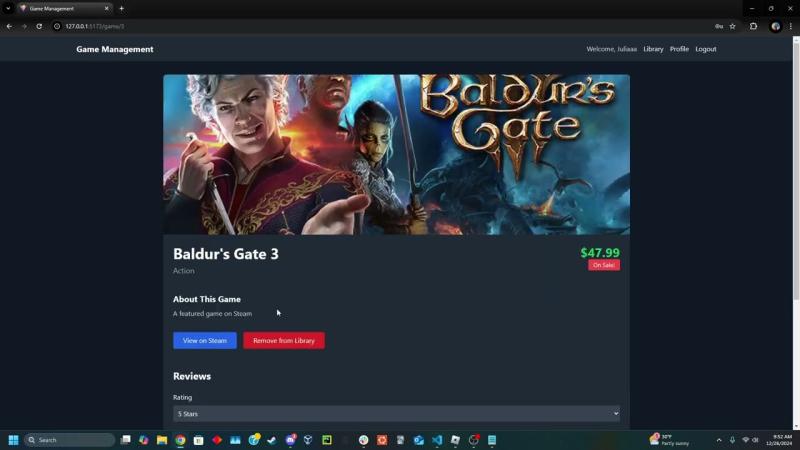 Game Management
127.0.0.1:5173/game/3
Game Management
Welcome, Juliaaa Library Profile Logout
Baldur's
Gate
III
Baldur's Gate 3
$47.99
Action
On Sale!
About This Game
A featured game on Steam
View on Steam Remove from Library
Reviews
Rating
5 Stars
Search
30°F
Partly sunny
9:52 AM
12/26/2024